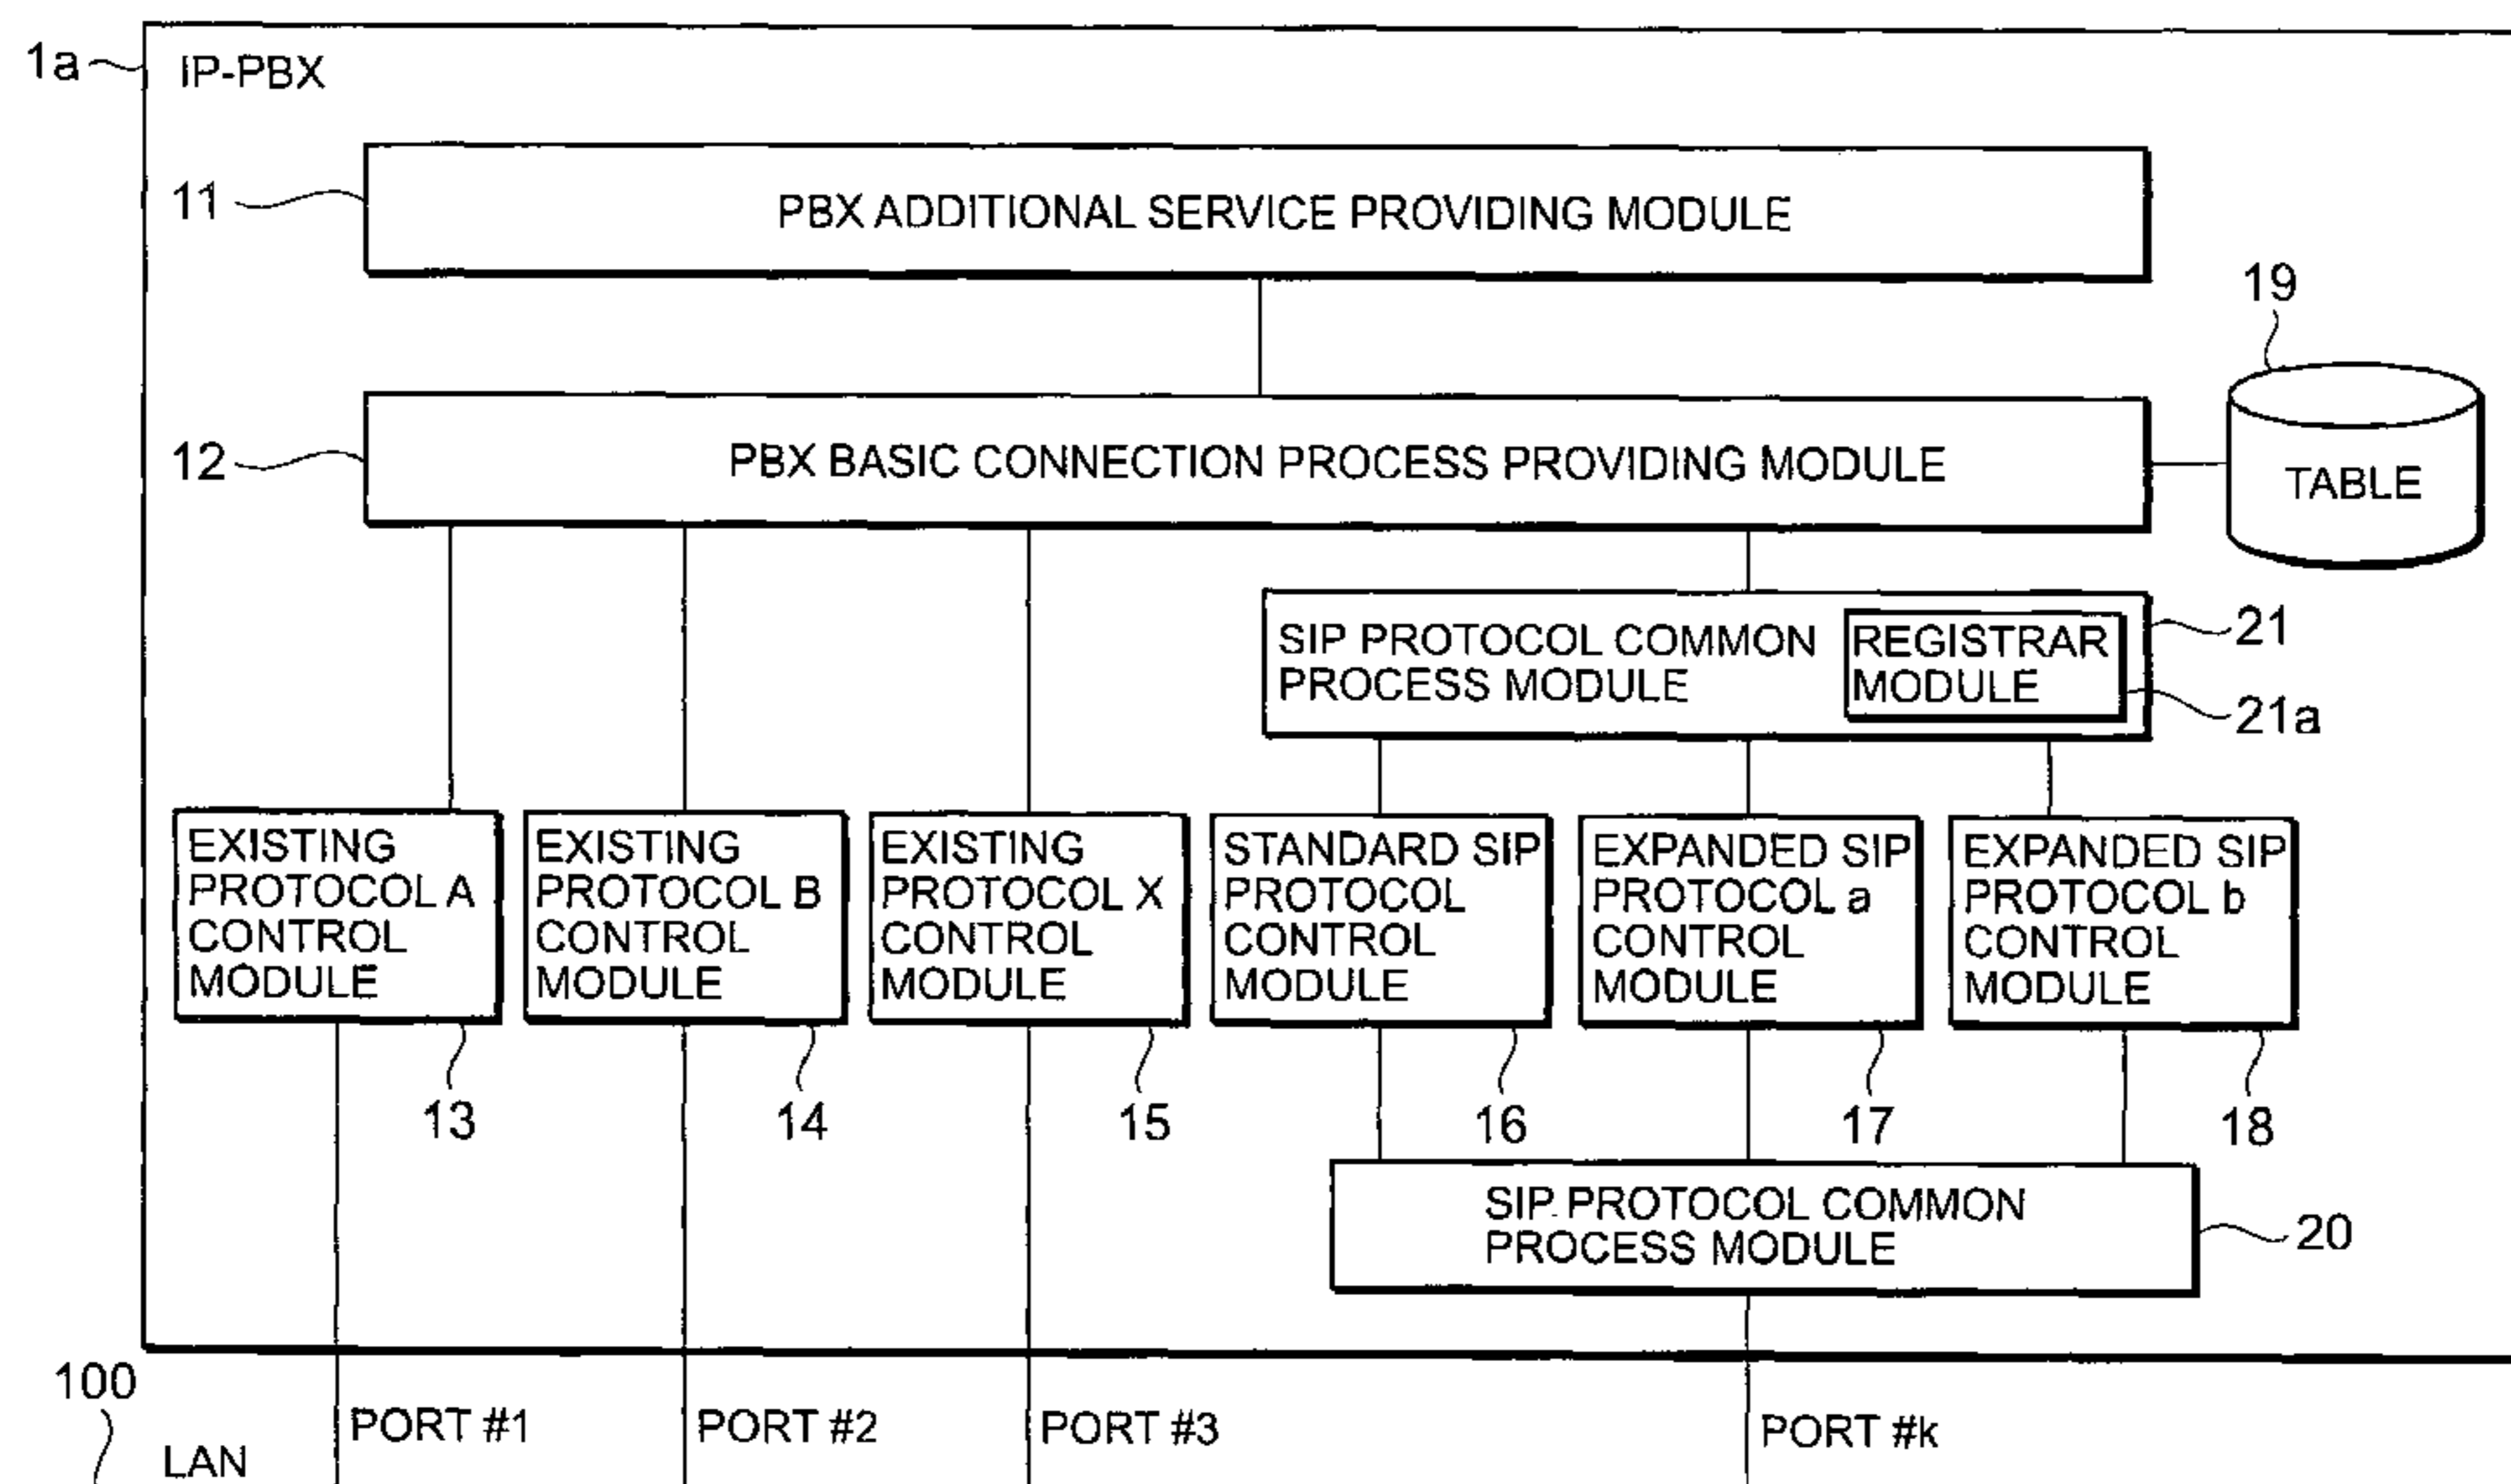 1a
IP-PBX
11
PBX ADDITIONAL SERVICE PROVIDING MODULE
19
12
PBX BASIC CONNECTION PROCESS PROVIDING MODULE
TABLE
SIP PROTOCOL COMMON
PROCESS MODULE
REGISTRAR
MODULE
21
21a
EXISTING
PROTOCOL A
CONTROL
MODULE
EXISTING
PROTOCOL B
CONTROL
MODULE
EXISTING
PROTOCOL X
CONTROL
MODULE
STANDARD SIP
PROTOCOL
CONTROL
MODULE
EXPANDED SIP
PROTOCOL a
CONTROL
MODULE
EXPANDED SIP
PROTOCOL b
CONTROL
MODULE
13
14
15
16
17
18
SIP PROTOCOL COMMON
PROCESS MODULE
20
100
LAN
PORT #1
PORT #2
PORT #3
PORT #k